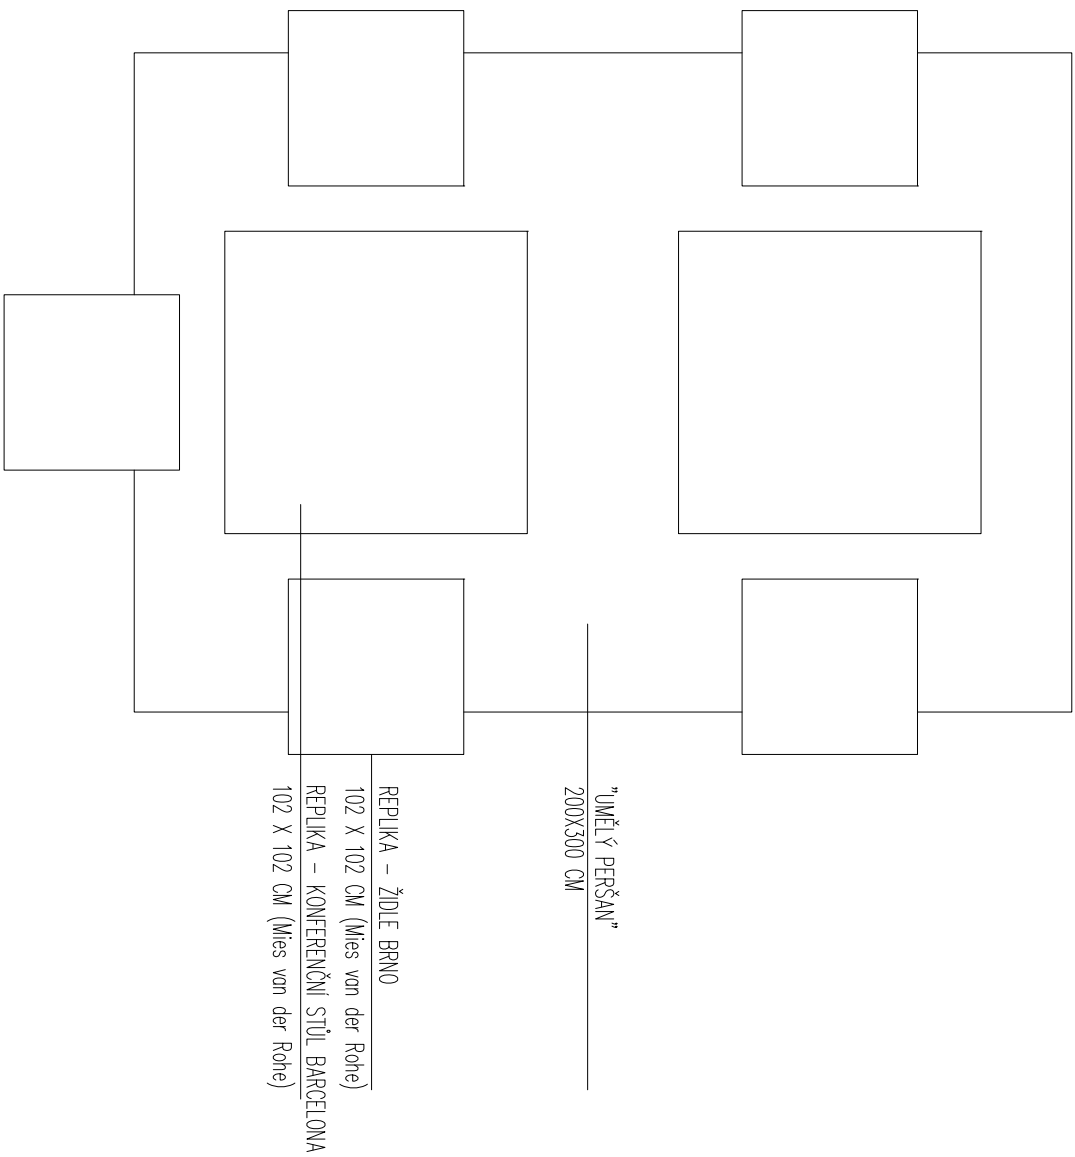 "UMĚLÝ PERŠAN"
200X300 CM
REPLIKA – ŽIDLE BRNO
102 X 102 CM (Mies van der Rohe)
REPLIKA – KONFERENČNÍ STŮL BARCELONA
102 X 102 CM (Mies van der Rohe)